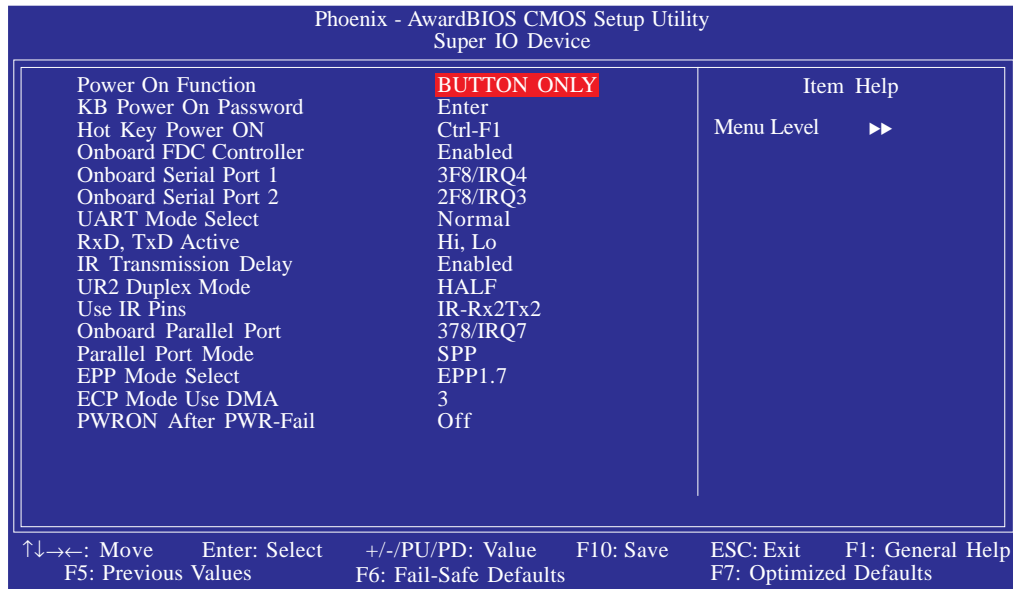 Phoenix - AwardBIOS CMOS Setup Utility
Super IO Device
Power On Function BUTTON ONLY
KB Power On Password Enter
Hot Key Power ON Ctrl-F1
Onboard FDC Controller Enabled
Onboard Serial Port 1 3F8/IRQ4
Onboard Serial Port 2 2F8/IRQ3
UART Mode Select Normal
RxD, TxD Active Hi, Lo
IR Transmission Delay Enabled
UR2 Duplex Mode HALF
Use IR Pins IR-Rx2Tx2
Onboard Parallel Port 378/IRQ7
Parallel Port Mode SPP
EPP Mode Select EPP1.7
ECP Mode Use DMA 3
PWRON After PWR-Fail Off
Item Help
Menu Level ▶▶
↑↓→←: Move Enter: Select +/-/PU/PD: Value F10: Save ESC: Exit F1: General Help
F5: Previous Values F6: Fail-Safe Defaults F7: Optimized Defaults